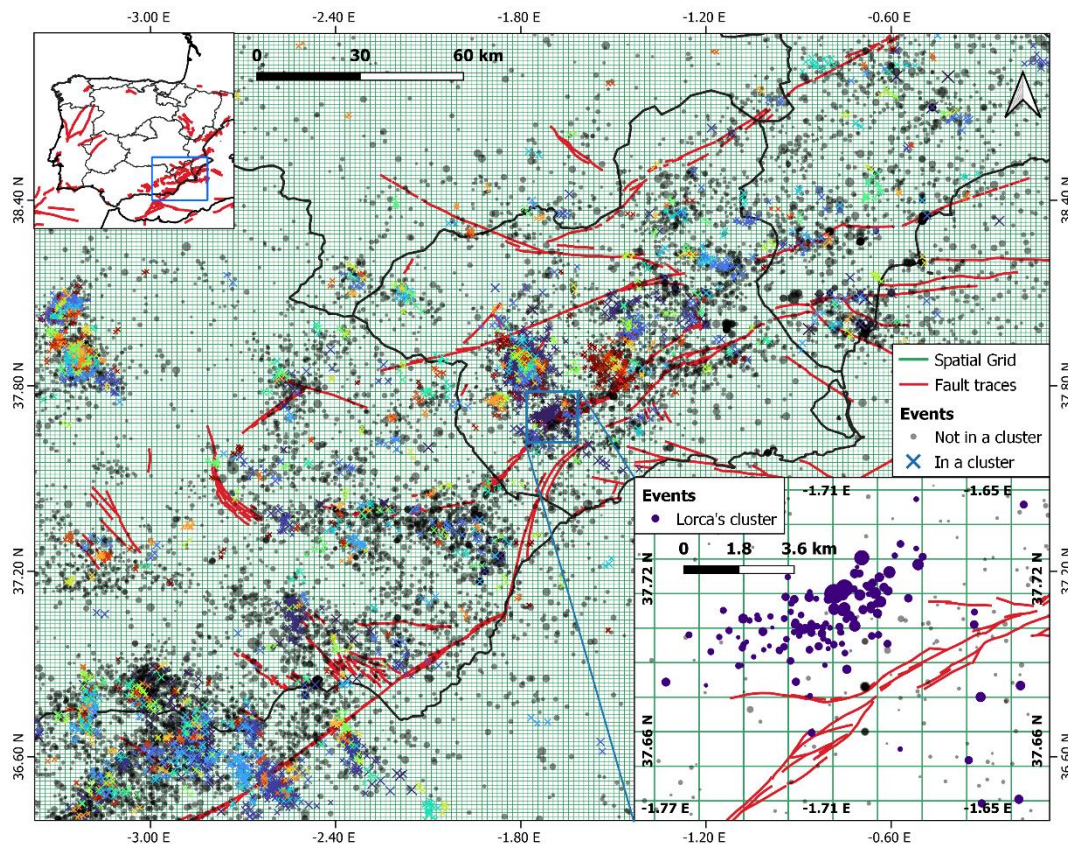 -3.00 E
-2.40 E
-1.80 E
-1.20 E
-0.60 E
0 30 60 km
38.40 N
38.40 N
37.80 N
37.80 N
Spatial Grid
Fault traces
Events
Not in a cluster
In a cluster
37.20 N
37.20 N
Events
Lorca's cluster
-1.71 E
-1.65 E
0 1.8 3.6 km
37.72 N
37.72 N
37.66 N
37.66 N
36.60 N
36.60 N
-1.77 E
-1.71 E
-1.65 E
-3.00 E
-2.40 E
-1.80 E
-1.20 E
-0.60 E